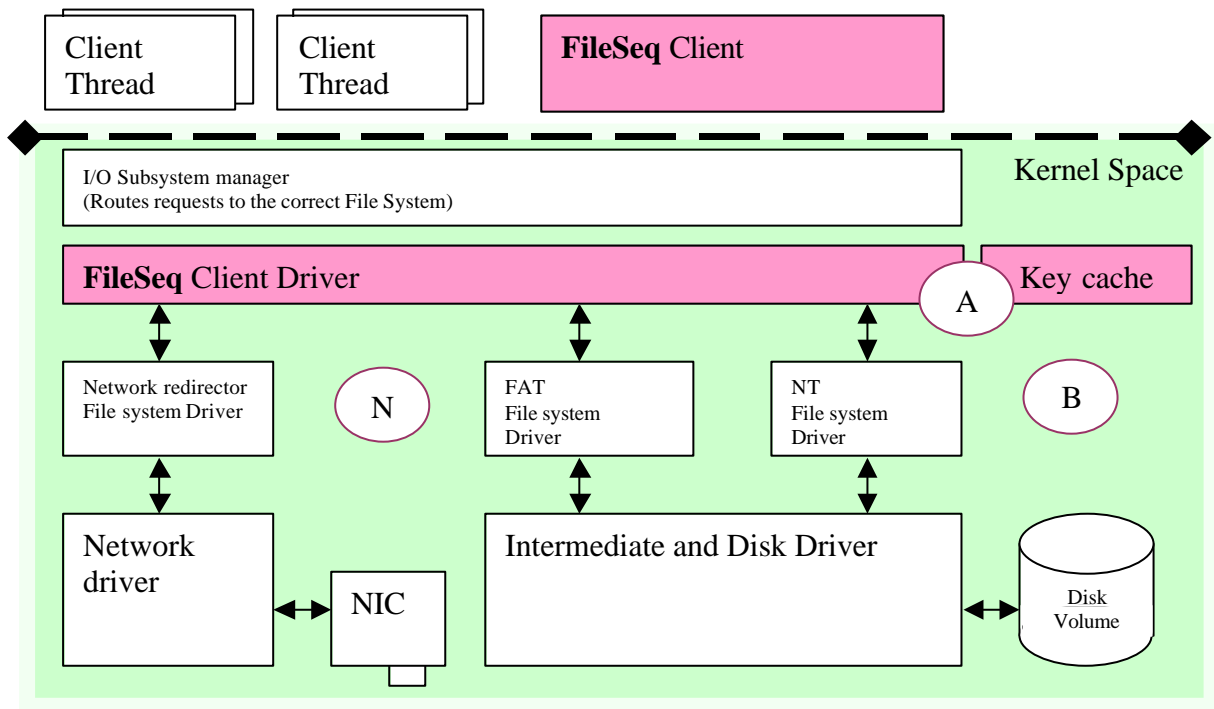 Client
Thread
Client
Thread
FileSeq Client
Kernel Space
I/O Subsystem manager
(Routes requests to the correct File System)
FileSeq Client Driver
Key cache
A
Network redirector
File system Driver
N
FAT
File system
Driver
NT
File system
Driver
B
Network
driver
NIC
Intermediate and Disk Driver
Disk
Volume